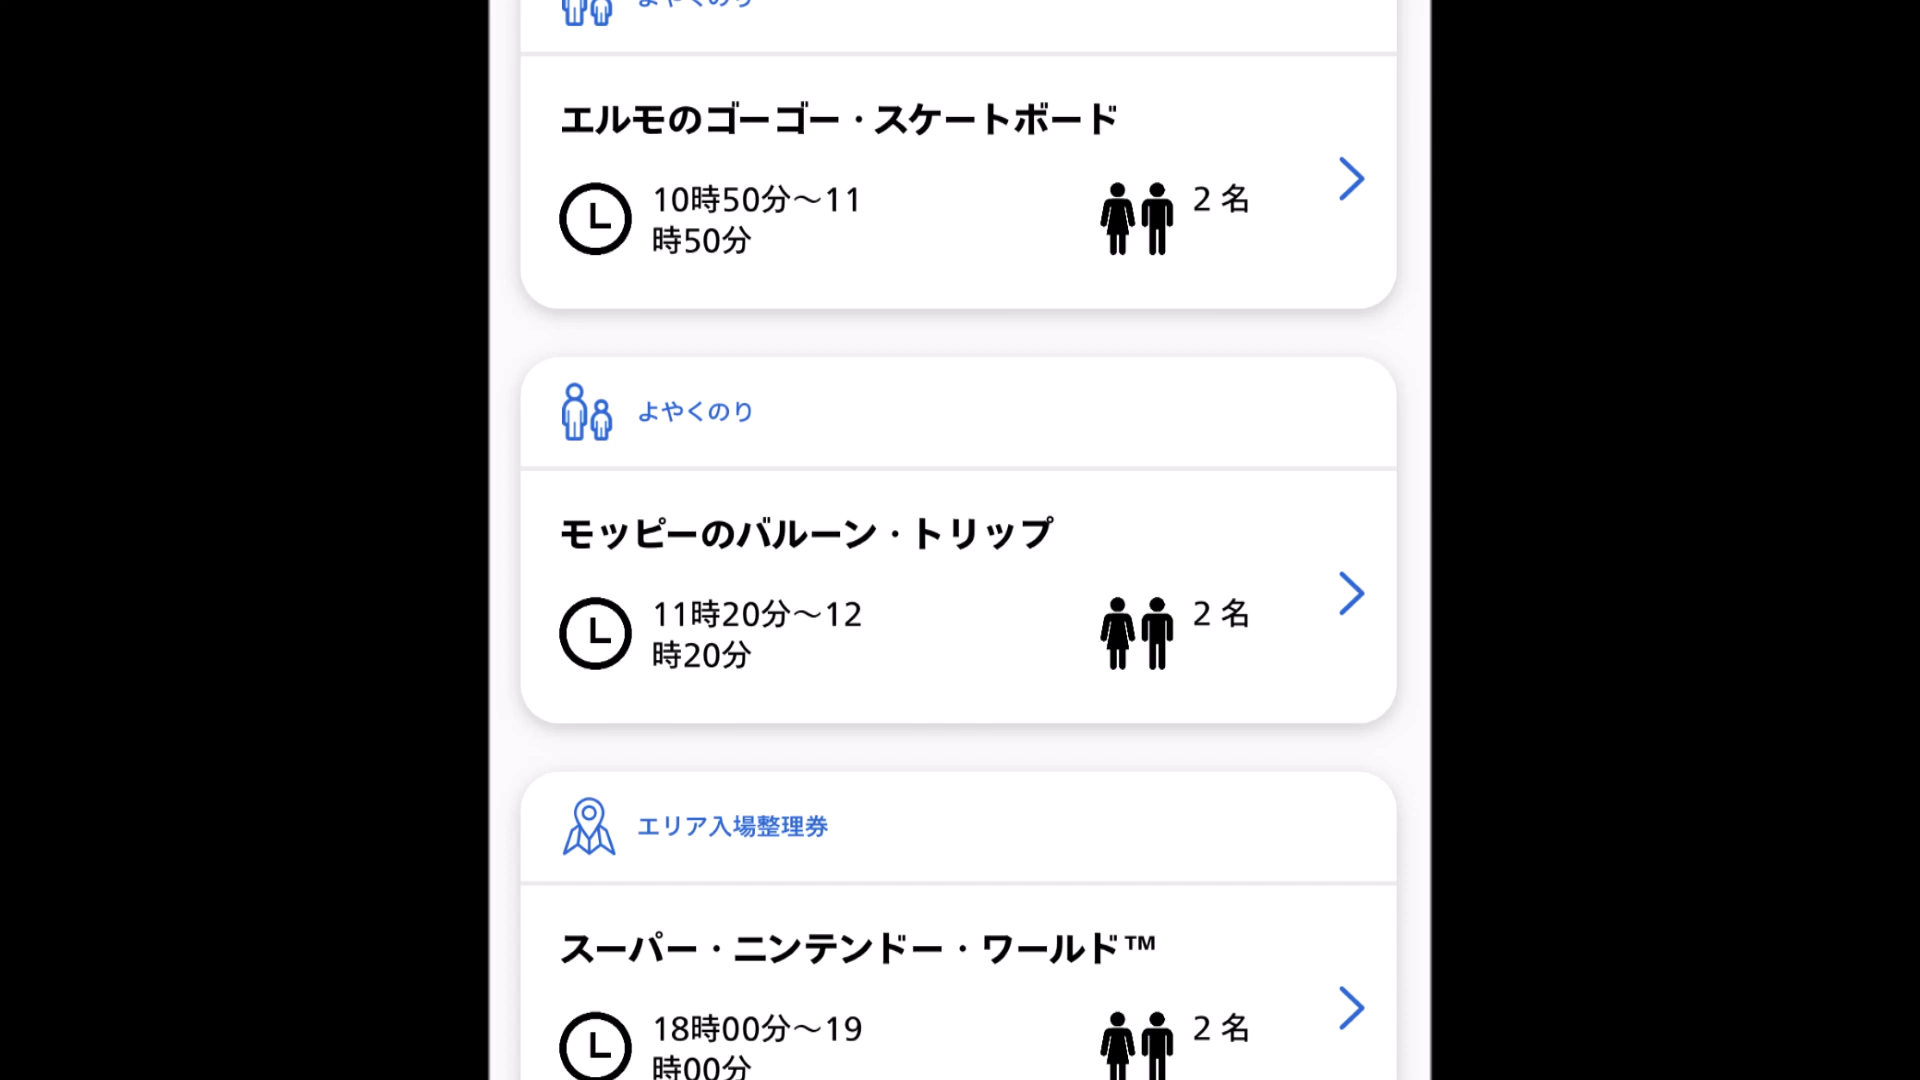 よやくのり
エルモのゴーゴー・スケートボード
10時50分～11
時50分
2 名
よやくのり
モッピーのバルーン・トリップ
11時20分～12
時20分
2 名
エリア入場整理券
スーパー・ニンテンドー・ワールド™
18時00分～19
時00分
2 名